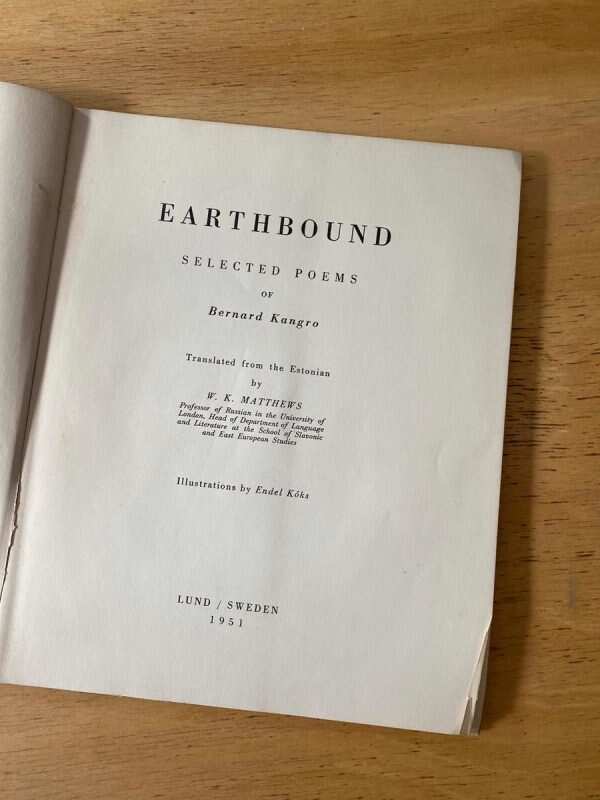 EARTHBOUND
SELECTED POEMS
OF
Bernard Kangro
Translated from the Estonian
by
W. K. MATTHEWS
Professor of Russian in the University of
London, Head of Department of Language
and Literature at the School of Slavonic
and East European Studies
Illustrations by Endel Kõks
LUND / SWEDEN
1951